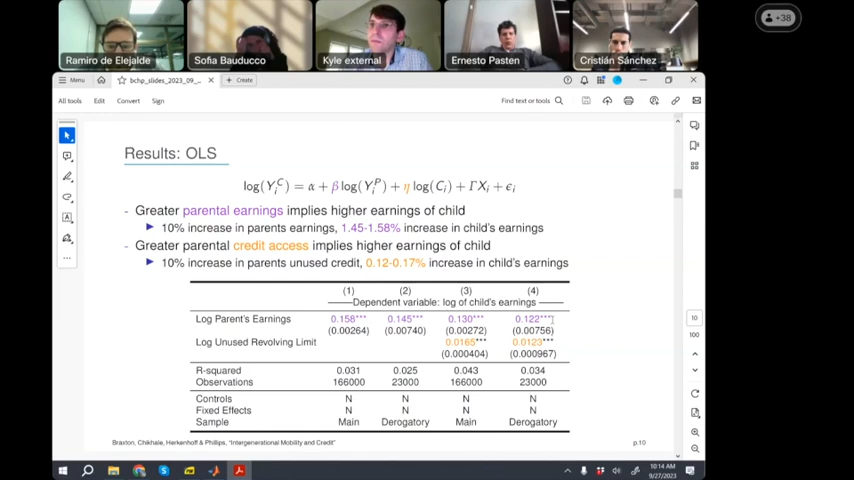 +38
Ramiro de Elejalde
Sofia Bauducco
Kyle external
Ernesto Pasten
Cristián Sánchez
Menu
bchp_slides_2023_09_...
+ Create
All tools
Edit
Convert
Sign
Find text or tools
Results: OLS
log(Y_i^C) = α + β log(Y_i^P) + η log(C_i) + ΓX_i + ϵ_i
- Greater parental earnings implies higher earnings of child
▶ 10% increase in parents earnings, 1.45-1.58% increase in child's earnings
- Greater parental credit access implies higher earnings of child
▶ 10% increase in parents unused credit, 0.12-0.17% increase in child's earnings
(1) (2) (3) (4)
Dependent variable: log of child's earnings
Log Parent's Earnings 0.158*** 0.145*** 0.130*** 0.122***
(0.00264) (0.00740) (0.00272) (0.00756)
Log Unused Revolving Limit 0.0165*** 0.0123***
(0.000404) (0.000967)
R-squared 0.031 0.025 0.043 0.034
Observations 166000 23000 166000 23000
Controls N N N N
Fixed Effects N N N N
Sample Main Derogatory Main Derogatory
Braxton, Chikhale, Herkenhoff & Phillips, "Intergenerational Mobility and Credit"
p.10
10
100
10:14 AM
9/27/2023